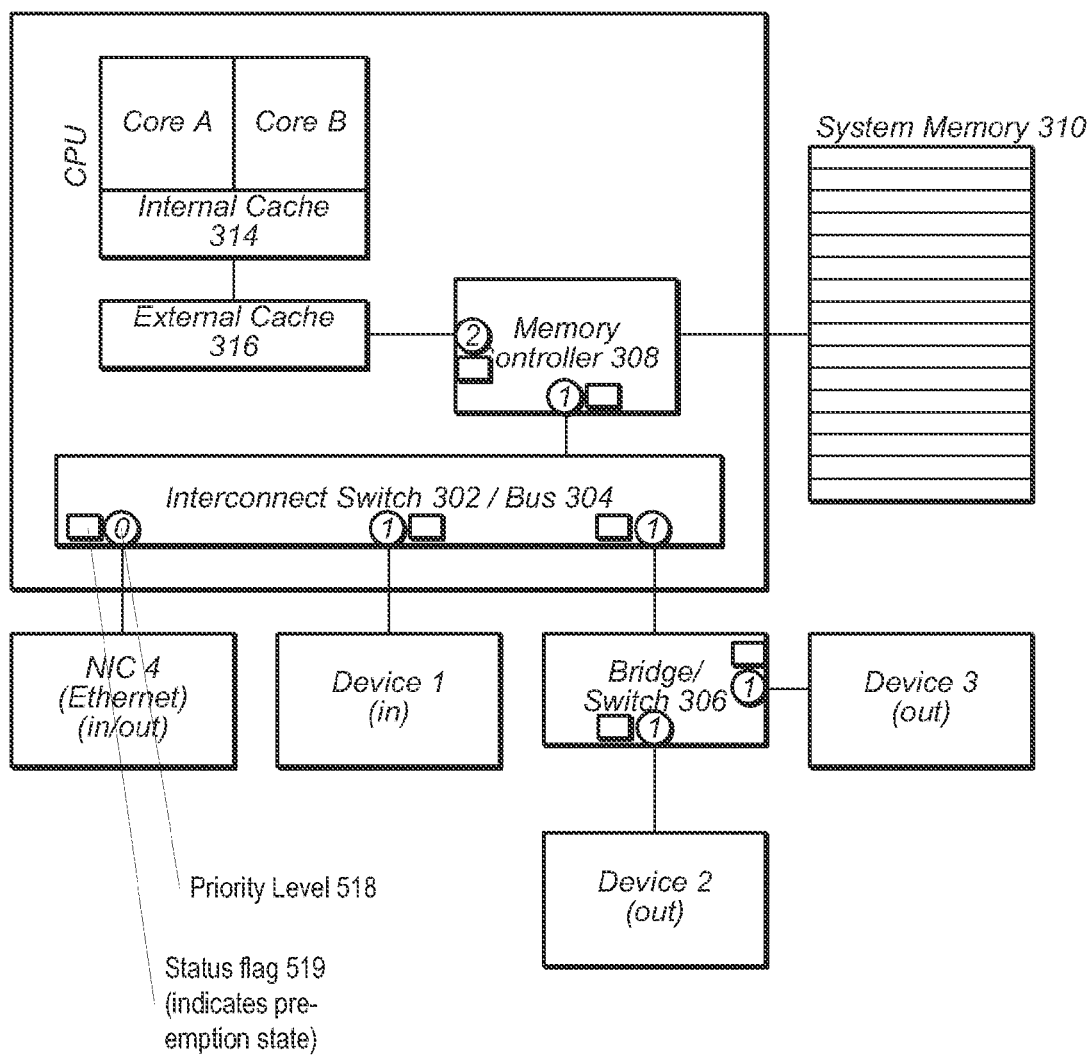 Core A
Core B
CPU
Internal Cache
314
System Memory 310
External Cache
316
2
Memory
Controller 308
1
Interconnect Switch 302 / Bus 304
0
1
1
NIC 4
(Ethernet)
(in/out)
Device 1
(in)
Bridge/
Switch 306
1
1
Device 3
(out)
Device 2
(out)
Priority Level 518
Status flag 519
(indicates pre-
emption state)